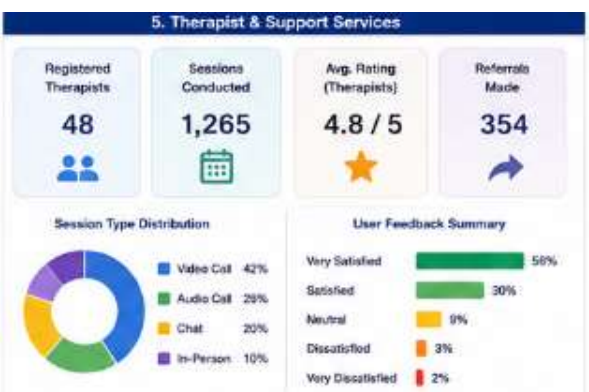 5. Therapist & Support Services
Registered
Therapists
48
Sessions
Conducted
1,265
Avg. Rating
(Therapists)
4.8 / 5
Referrals
Made
354
Session Type Distribution
Video Call 42%
Audio Call
Chat 20%
In-Person 10%
User Feedback Summary
Very Satisfied
Satisfied 30%
Neutral 9%
Dissatisfied 3%
Very Dissatisfied 2%